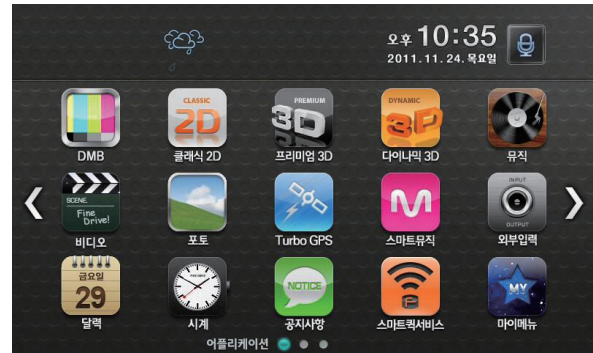 오후 10:35
2011. 11. 24. 목요일
CLASSIC
2D
PREMIUM
3D
DYNAMIC
3P
DMB
클래식 2D
프리미엄 3D
다이나믹 3D
뮤직
SCENE
Fine
Drive!
INPUT
OUTPUT
비디오
포토
Turbo GPS
스마트뮤직
외부입력
금요일
29
NOTICE
P
MY
달력
시계
공지사항
스마트퀵서비스
마이메뉴
어플리케이션